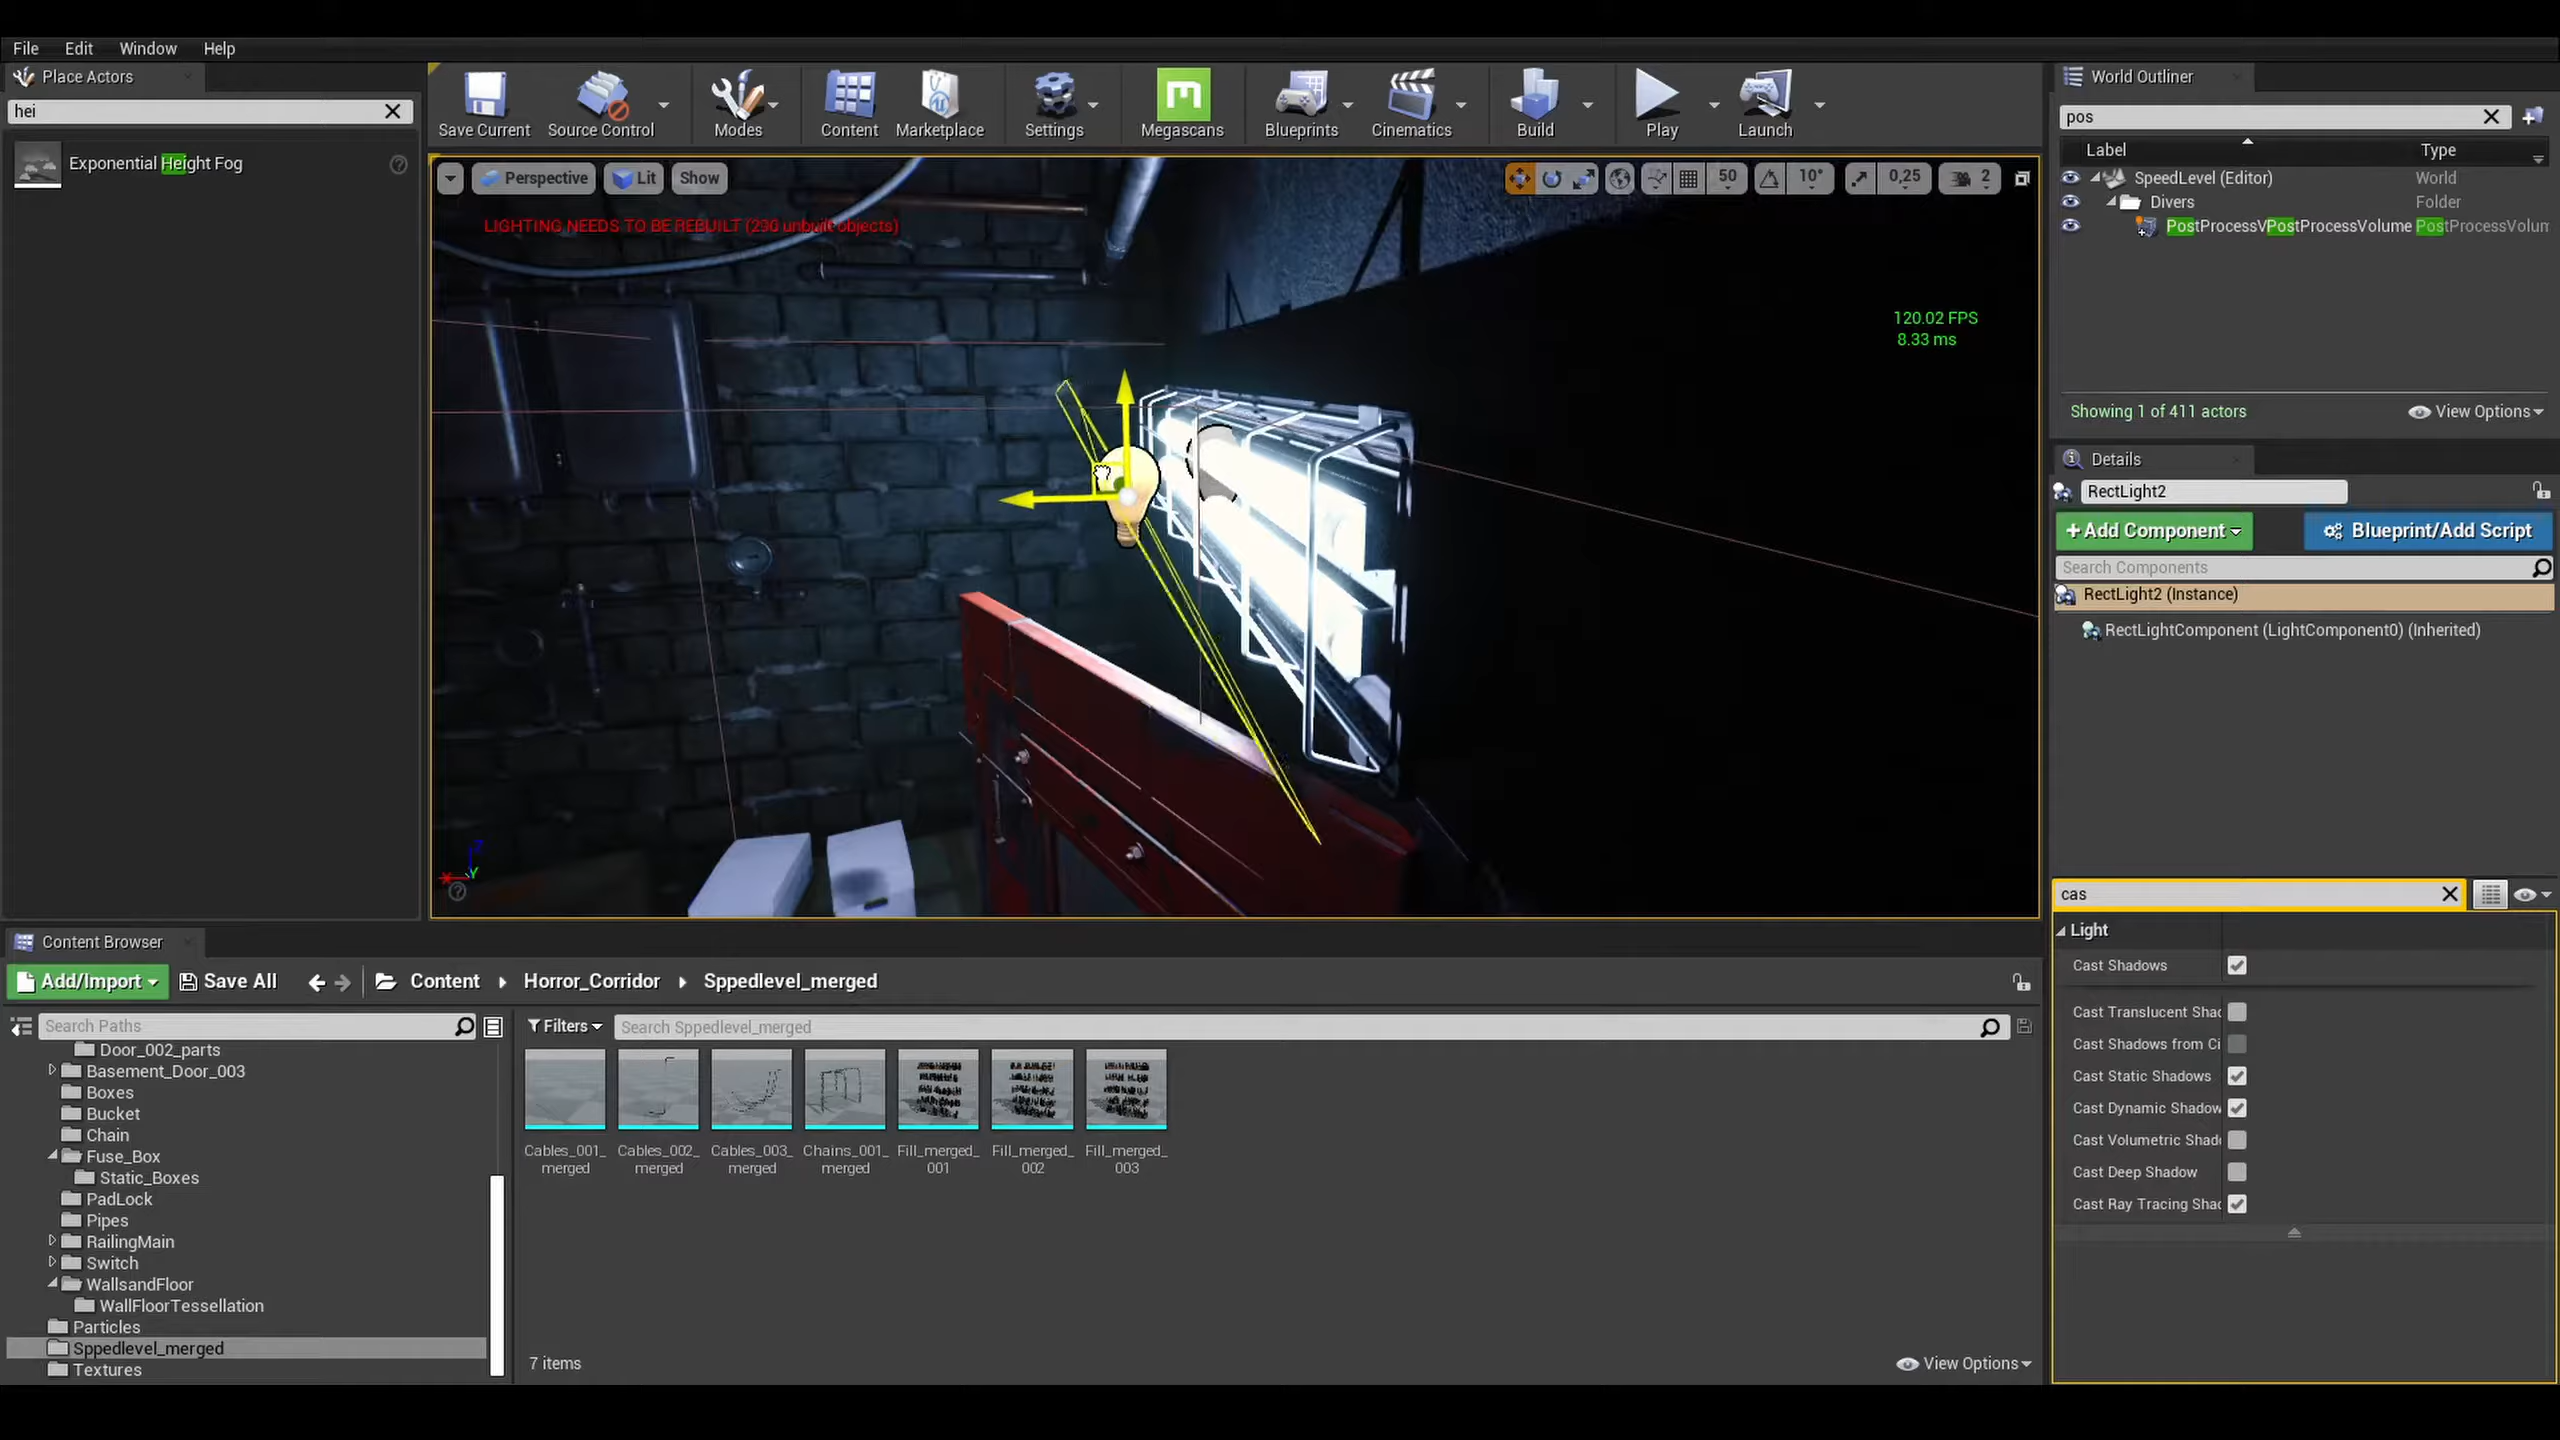 File Edit Window Help
Place Actors
hei
Exponential Height Fog
Save Current
Source Control
Modes
Content
Marketplace
Settings
Megascans
Blueprints
Cinematics
Build
Play
Launch
Perspective
Lit
Show
50
10°
0,25
2
LIGHTING NEEDS TO BE REBUILT (290 unbuilt objects)
120.02 FPS
8.33 ms
World Outliner
pos
Label Type
SpeedLevel (Editor) World
Divers Folder
PostProcessVPostProcessVolume PostProcessVolum
Showing 1 of 411 actors
View Options
Details
RectLight2
+Add Component
Blueprint/Add Script
Search Components
RectLight2 (Instance)
RectLightComponent (LightComponent0) (Inherited)
cas
Light
Cast Shadows
Cast Translucent Shad
Cast Shadows from Ci
Cast Static Shadows
Cast Dynamic Shadow
Cast Volumetric Shado
Cast Deep Shadow
Cast Ray Tracing Shad
Content Browser
Add/Import
Save All
Content
Horror_Corridor
Sppedlevel_merged
Search Paths
Filters
Search Sppedlevel_merged
Door_002_parts
Basement_Door_003
Boxes
Bucket
Chain
Fuse_Box
Static_Boxes
PadLock
Pipes
RailingMain
Switch
WallsandFloor
WallFloorTessellation
Particles
Sppedlevel_merged
Textures
Cables_001_
merged
Cables_002_
merged
Cables_003_
merged
Chains_001_
merged
Fill_merged_
001
Fill_merged_
002
Fill_merged_
003
7 items
View Options